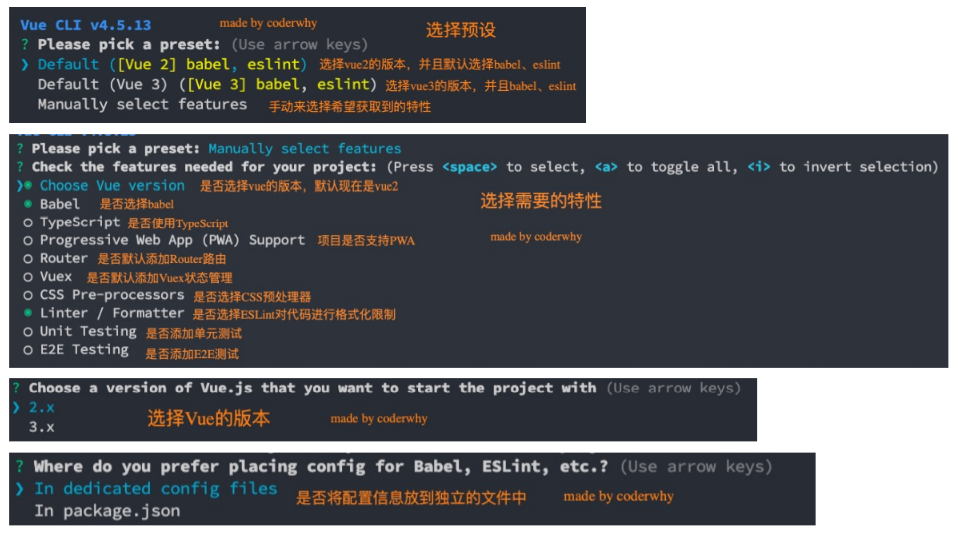 Vue CLI v4.5.13 made by coderwhy 选择预设
? Please pick a preset: (Use arrow keys)
❯ Default ([Vue 2] babel, eslint) 选择vue2的版本，并且默认选择babel、eslint
Default (Vue 3) ([Vue 3] babel, eslint) 选择vue3的版本，并且babel、eslint
Manually select features 手动来选择希望获取到的特性
? Please pick a preset: Manually select features
? Check the features needed for your project: (Press <space> to select, <a> to toggle all, <i> to invert selection)
❯◉ Choose Vue version 是否选择vue的版本，默认现在是vue2
◉ Babel 是否选择babel 选择需要的特性
○ TypeScript 是否使用TypeScript
○ Progressive Web App (PWA) Support 项目是否支持PWA made by coderwhy
○ Router 是否默认添加Router路由
○ Vuex 是否默认添加Vuex状态管理
○ CSS Pre-processors 是否选择CSS预处理器
◉ Linter / Formatter 是否选择ESLint对代码进行格式化限制
○ Unit Testing 是否添加单元测试
○ E2E Testing 是否添加E2E测试
? Choose a version of Vue.js that you want to start the project with (Use arrow keys)
❯ 2.x 选择Vue的版本 made by coderwhy
3.x
? Where do you prefer placing config for Babel, ESLint, etc.? (Use arrow keys)
❯ In dedicated config files 是否将配置信息放到独立的文件中 made by coderwhy
In package.json